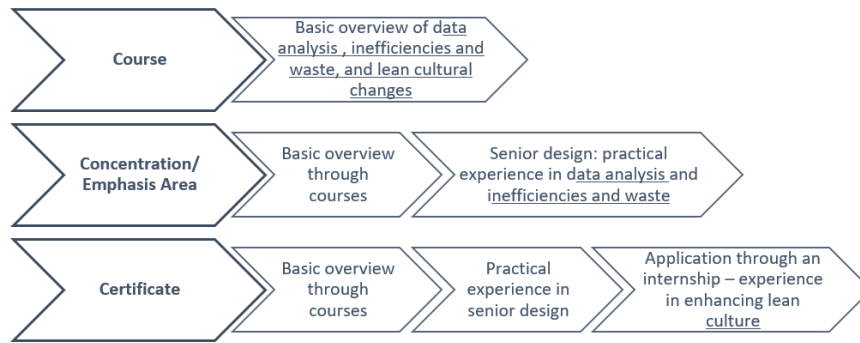 Course
Basic overview of data
analysis , inefficiencies and
waste, and lean cultural
changes
Concentration/
Emphasis Area
Basic overview
through
courses
Senior design: practical
experience in data analysis and
inefficiencies and waste
Certificate
Basic overview
through
courses
Practical
experience in
senior design
Application through an
internship – experience
in enhancing lean
culture